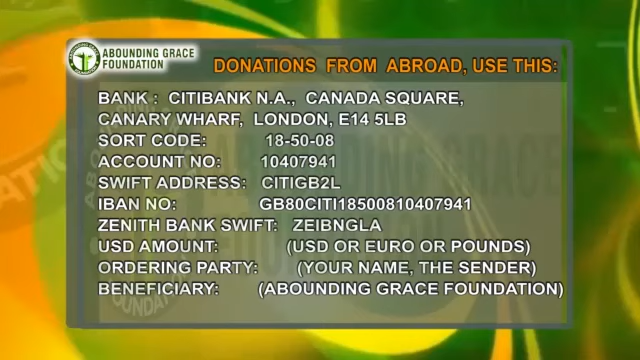 ABOUNDING GRACE
FOUNDATION
DONATIONS FROM ABROAD, USE THIS:
BANK : CITIBANK N.A., CANADA SQUARE,
CANARY WHARF, LONDON, E14 5LB
SORT CODE: 18-50-08
ACCOUNT NO: 10407941
SWIFT ADDRESS: CITIGB2L
IBAN NO: GB80CITI18500810407941
ZENITH BANK SWIFT: ZEIBNGLA
USD AMOUNT: (USD OR EURO OR POUNDS)
ORDERING PARTY: (YOUR NAME, THE SENDER)
BENEFICIARY: (ABOUNDING GRACE FOUNDATION)